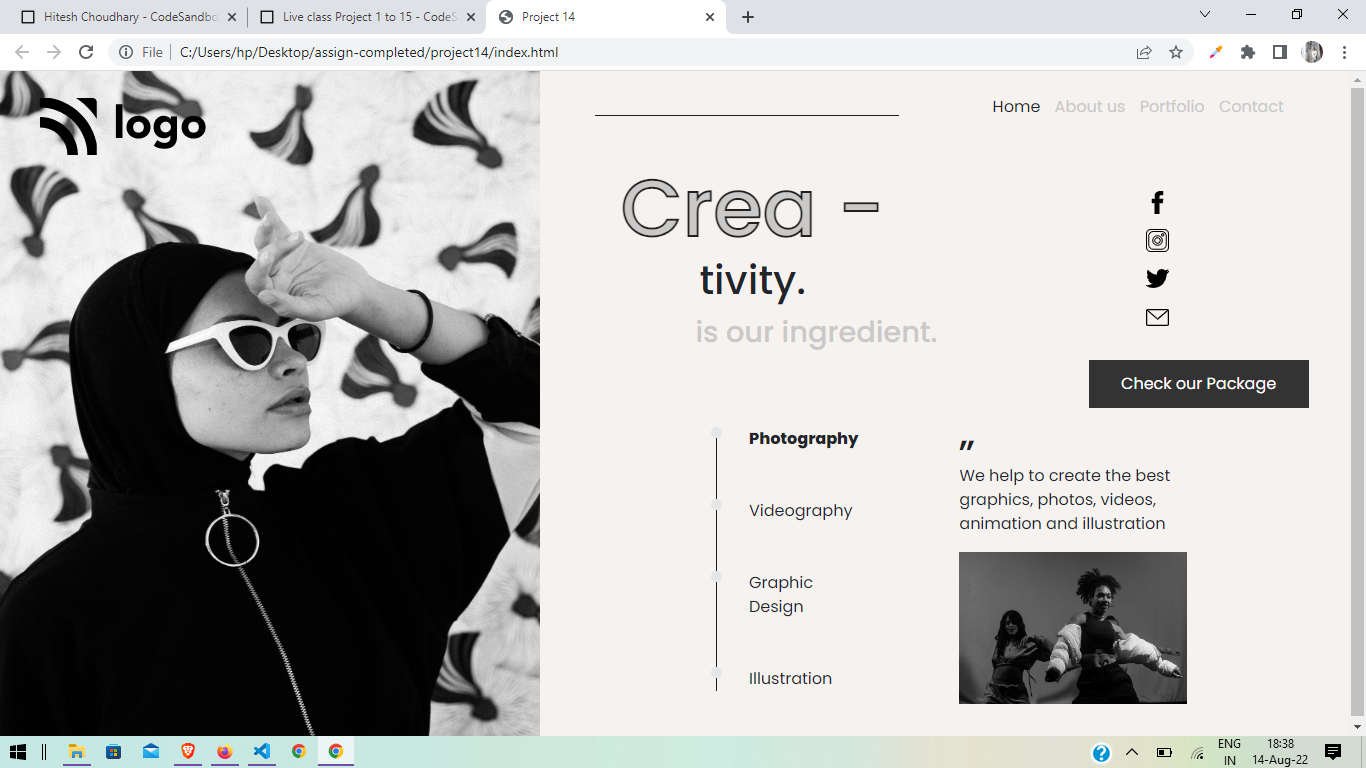 Hitesh Choudhary - CodeSandbo
Live class Project 1 to 15 - CodeS
Project 14
File
C:/Users/hp/Desktop/assign-completed/project14/index.html
logo
Home
About us
Portfolio
Contact
Crea –
tivity.
is our ingredient.
Check our Package
Photography
Videography
Graphic
Design
Illustration
”
We help to create the best
graphics, photos, videos,
animation and illustration
ENG
IN
18:38
14-Aug-22